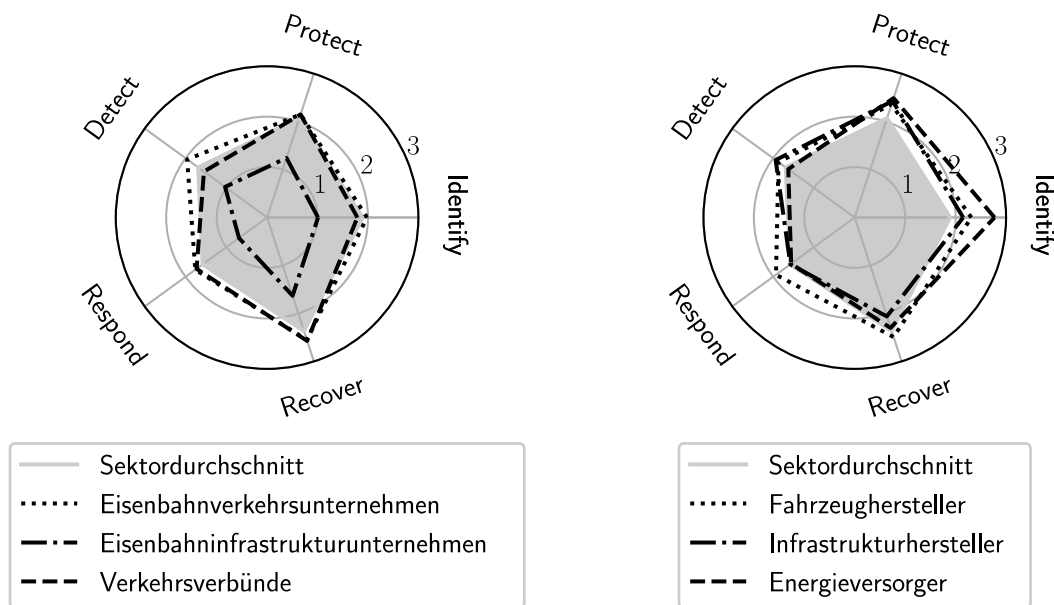 Protect
Detect
3
2
1
Identify
Respond
Recover
Sektordurchschnitt
Eisenbahnverkehrsunternehmen
Eisenbahninfrastrukturunternehmen
Verkehrsverbünde
Protect
Detect
3
2
1
Identify
Respond
Recover
Sektordurchschnitt
Fahrzeughersteller
Infrastrukturhersteller
Energieversorger